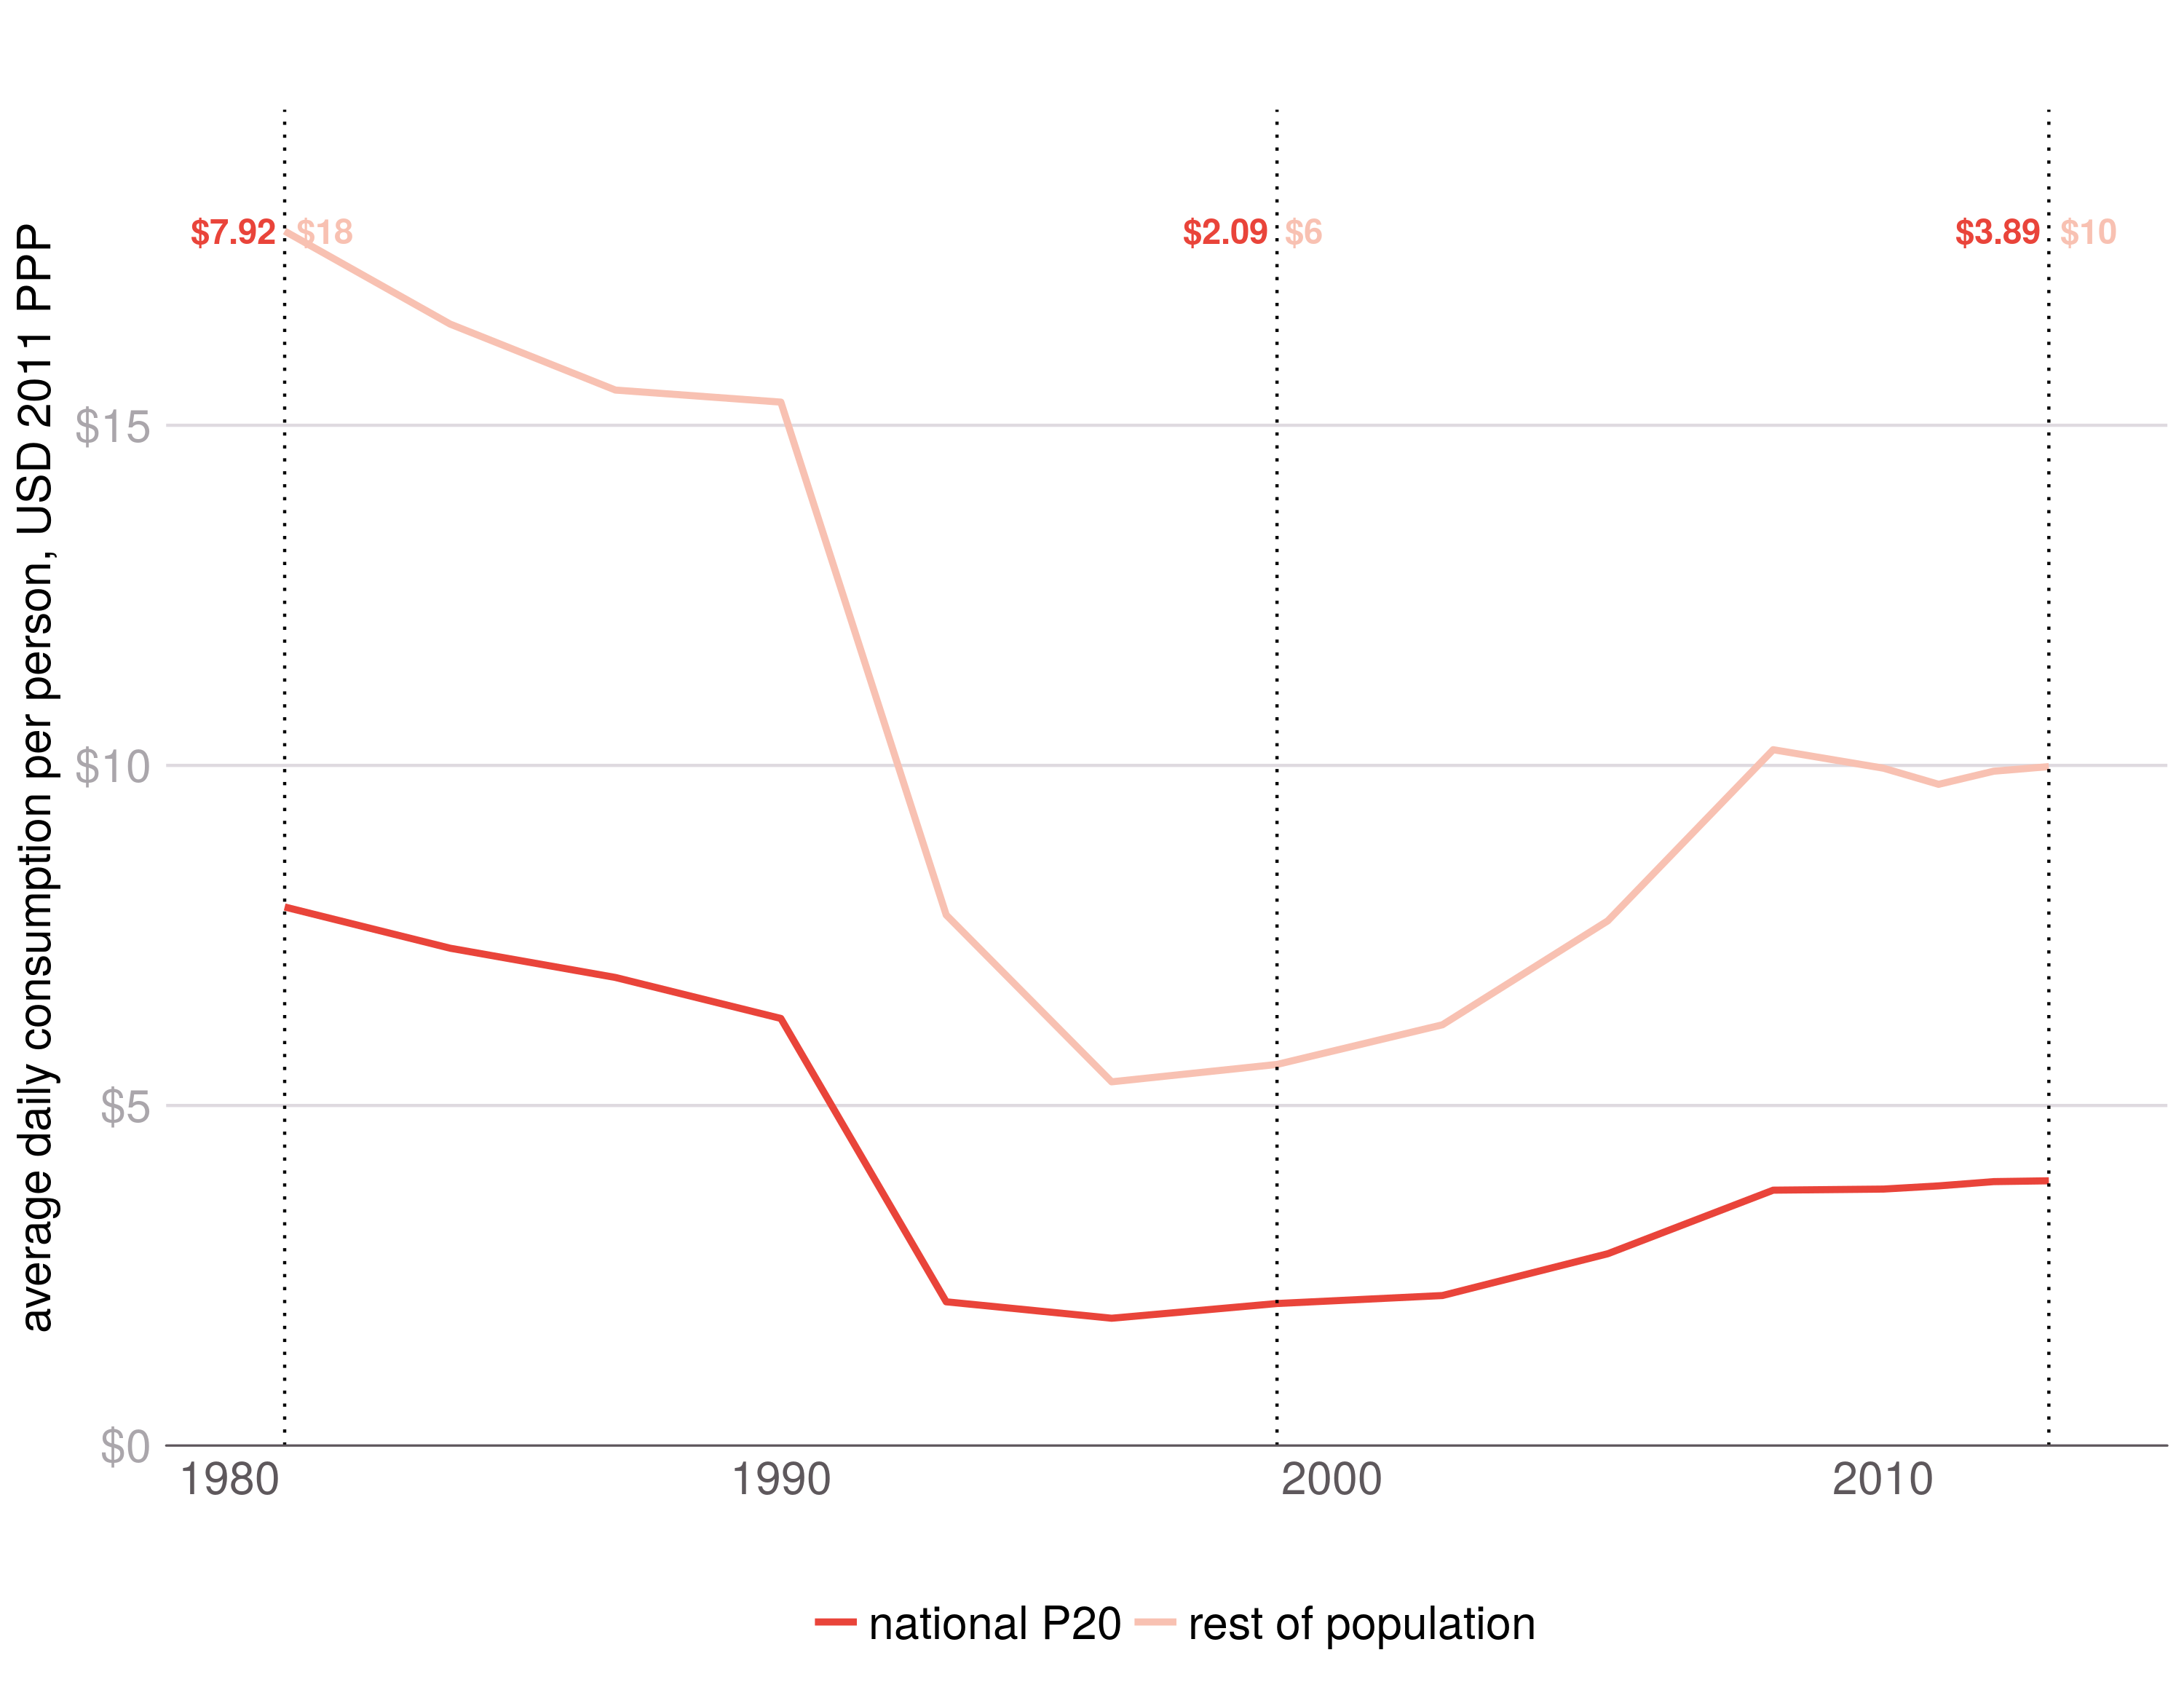 $7.92 $18 $2.09 $6 $3.89 $10
average daily consumption per person, USD 2011 PPP
$15
$10
$5
$0
1980 1990 2000 2010
national P20 rest of population